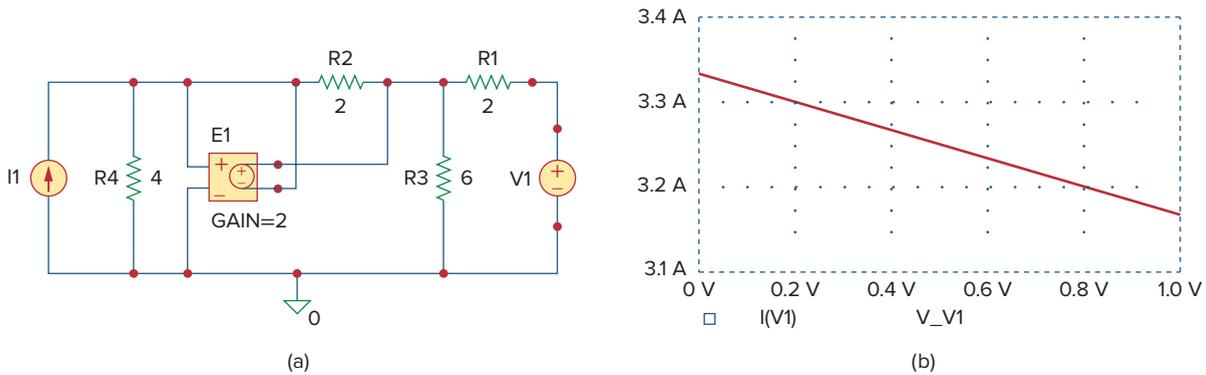 R2
R1
2
2
E1
+
−
+
−
I1
R4
4
R3
6
V1
+
−
GAIN=2
0
(a)
3.4 A
3.3 A
3.2 A
3.1 A
0 V 0.2 V 0.4 V 0.6 V 0.8 V 1.0 V
I(V1) V_V1
(b)